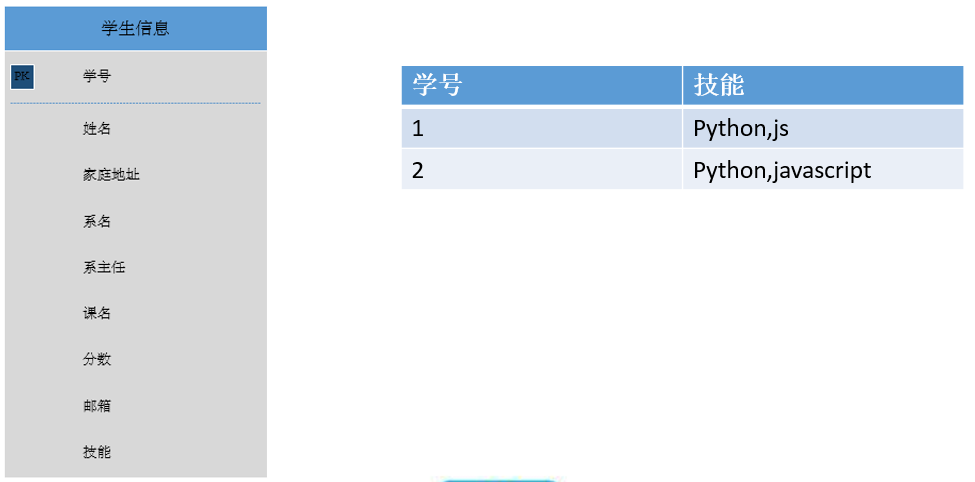 学生信息
PK
学号
姓名
家庭地址
系名
系主任
课名
分数
邮箱
技能
学号 技能
1 Python,js
2 Python,javascript